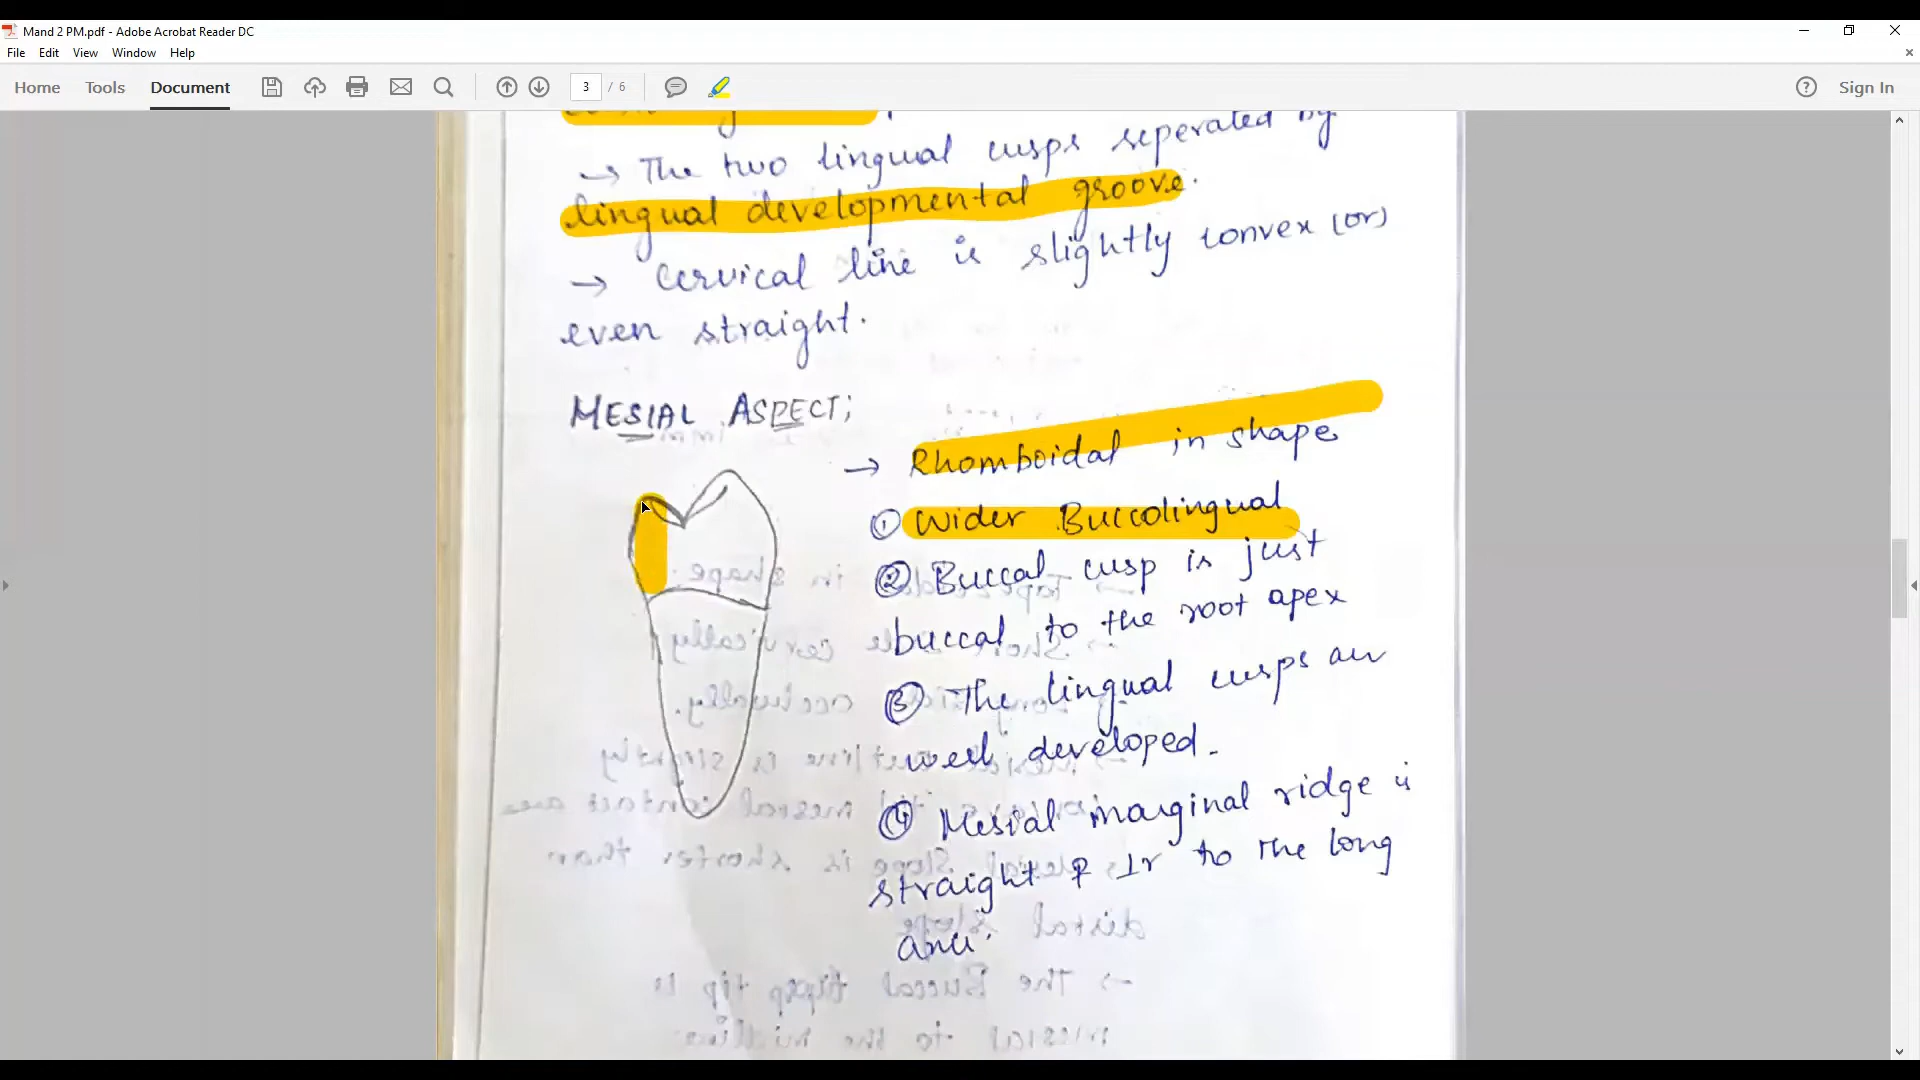 Mand 2 PM.pdf - Adobe Acrobat Reader DC
File Edit View Window Help
Home Tools Document 3 / 6 Sign In
→ The two lingual cusps seperated by
lingual developmental groove.
→ Cervical line is slightly convex (or)
even straight.
MESIAL ASPECT;
→ Rhomboidal in shape
① Wider Buccolingual
② Buccal cusp is just
buccal to the root apex
③ The lingual cusps are
well developed.
④ Mesial marginal ridge is
straight & ⊥r to the long
axis.